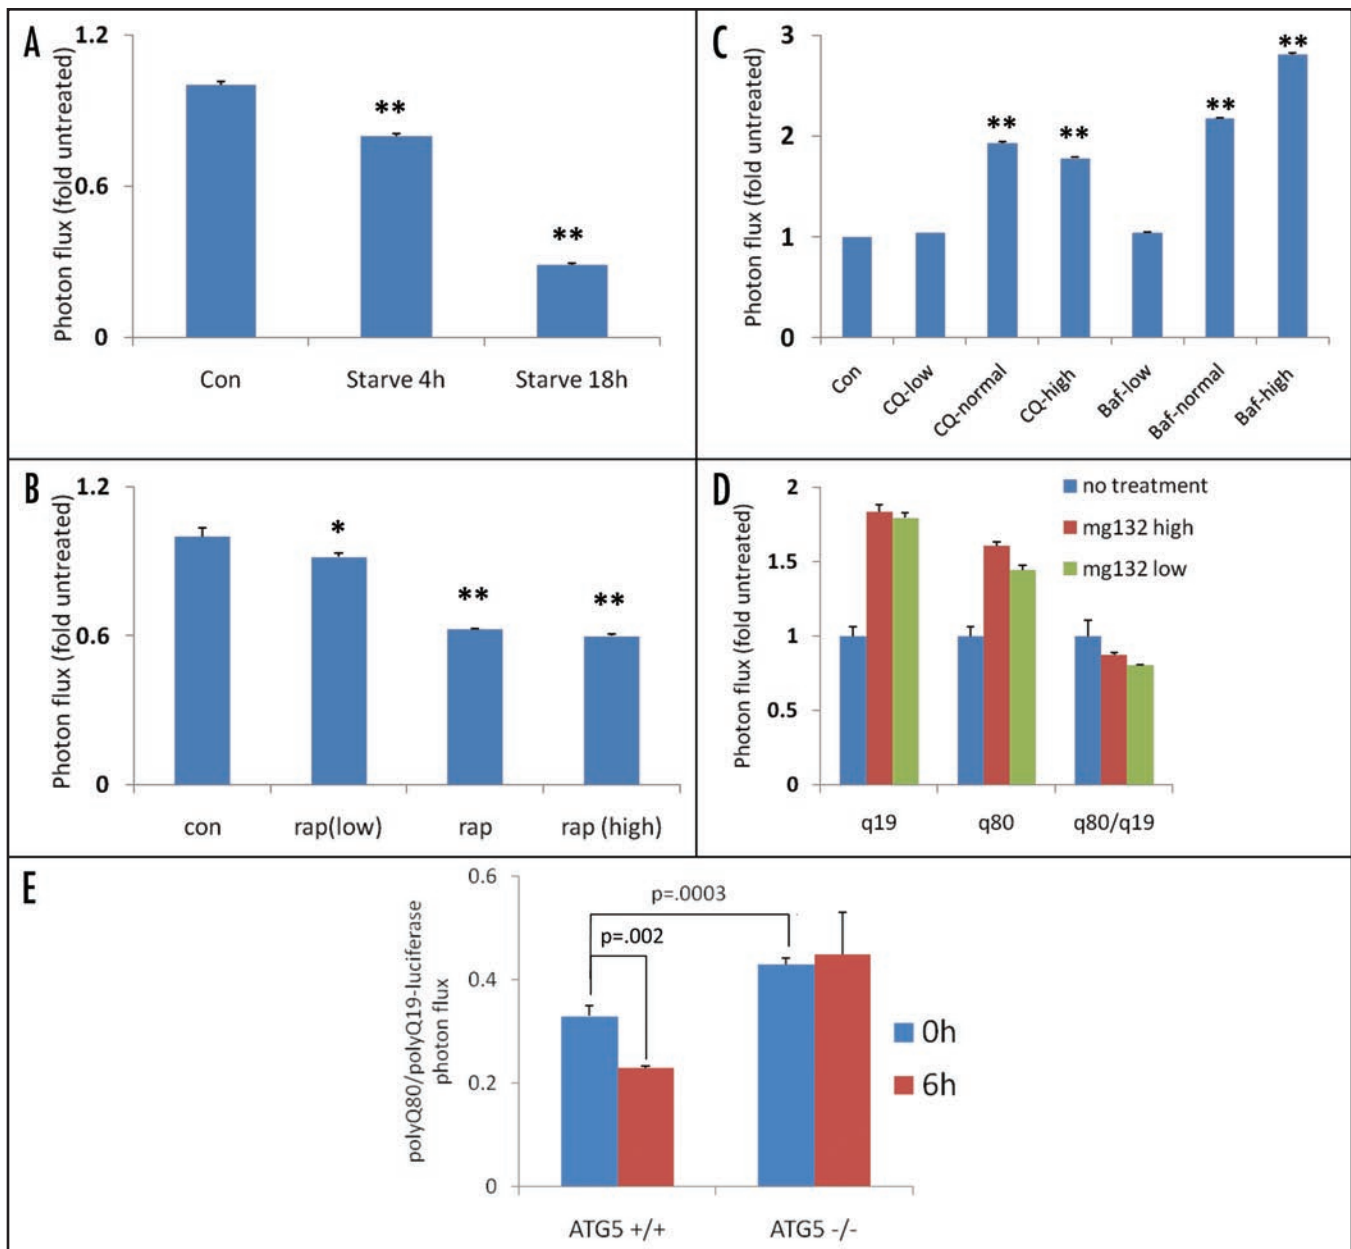 A
Photon flux (fold untreated)
1.2
0.6
0
**
**
Con
Starve 4h
Starve 18h
C
Photon flux (fold untreated)
3
2
1
0
**
**
**
**
Con
CQ-low
CQ-normal
CQ-high
Baf-low
Baf-normal
Baf-high
B
Photon flux (fold untreated)
1.2
0.6
0
*
**
**
con
rap(low)
rap
rap (high)
D
Photon flux (fold untreated)
2
1.5
1
0.5
0
no treatment
mg132 high
mg132 low
q19
q80
q80/q19
E
polyQ80/polyQ19-luciferase
photon flux
0.6
0.4
0.2
0
p=.0003
p=.002
0h
6h
ATG5 +/+
ATG5 -/-